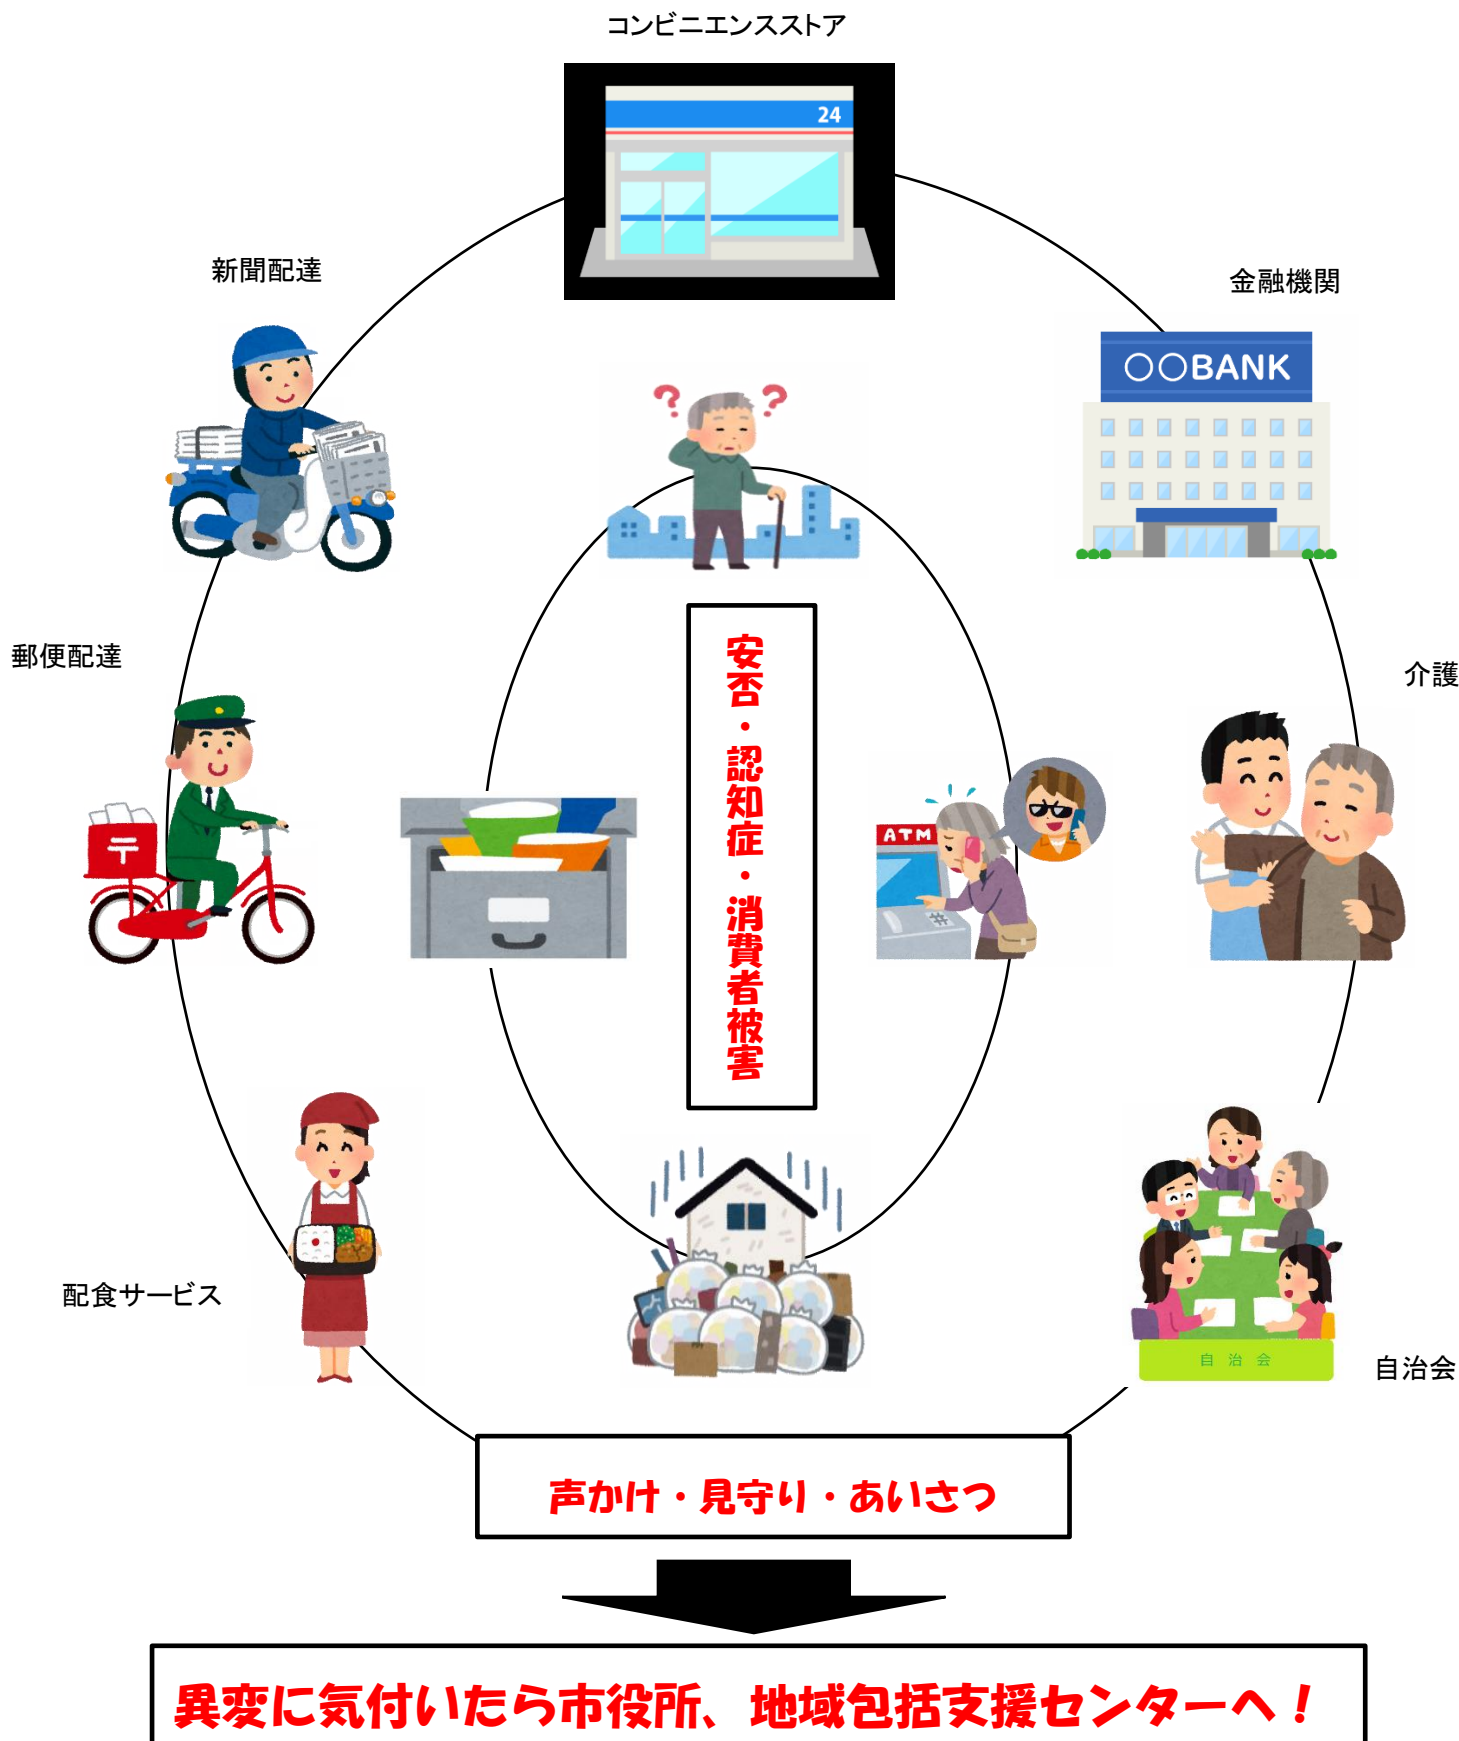 コンビニエンスストア
24
新聞配達
金融機関
○○BANK
郵便配達
介護
安否・認知症・消費者被害
ATM
〒
配食サービス
自治会
自治会
声かけ・見守り・あいさつ
異変に気付いたら市役所、地域包括支援センターへ！